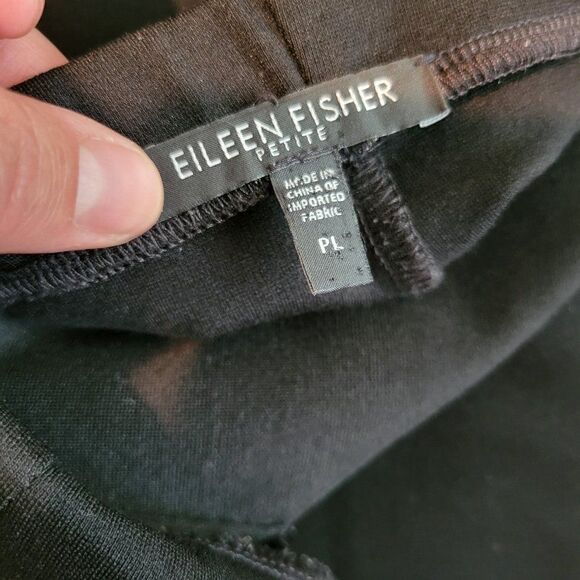 EILEEN FISHER
PETITE
MADE IN
CHINA OF
IMPORTED
FABRIC
PL